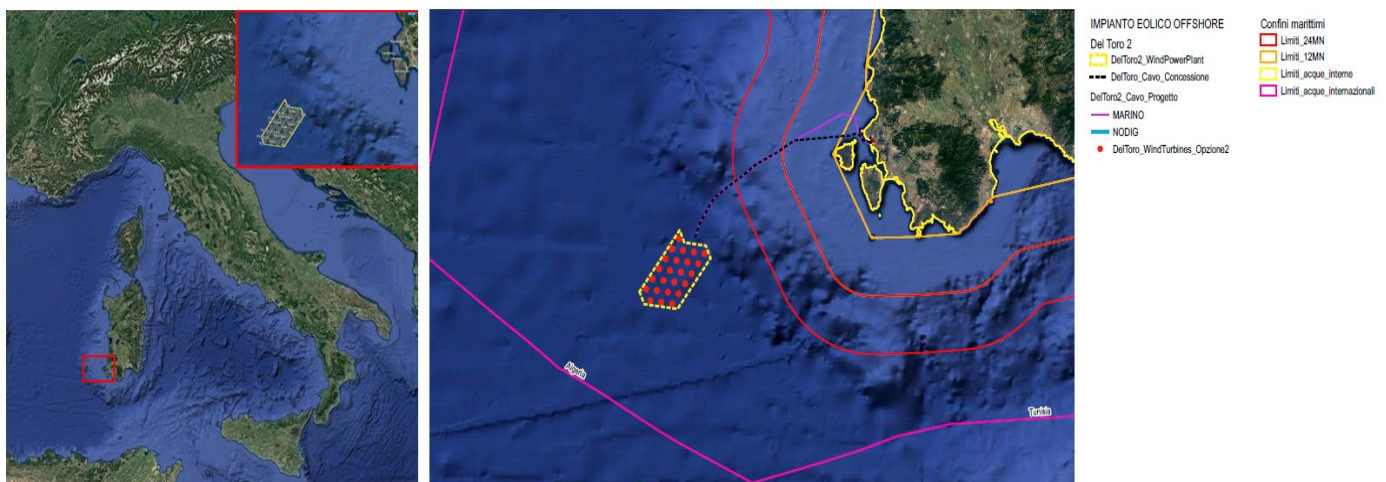 IMPIANTO EOLICO OFFSHORE
Del Toro 2
DelToro2_WindPowerPlant
DelToro_Cavo_Concessione
DelToro2_Cavo_Progetto
MARINO
NODIG
DelToro_WindTurbines_Opzione2
Confini marittimi
Limiti_24MN
Limiti_12MN
Limiti_acque_interne
Limiti_acque_internazionali
Algeria
Tunisia